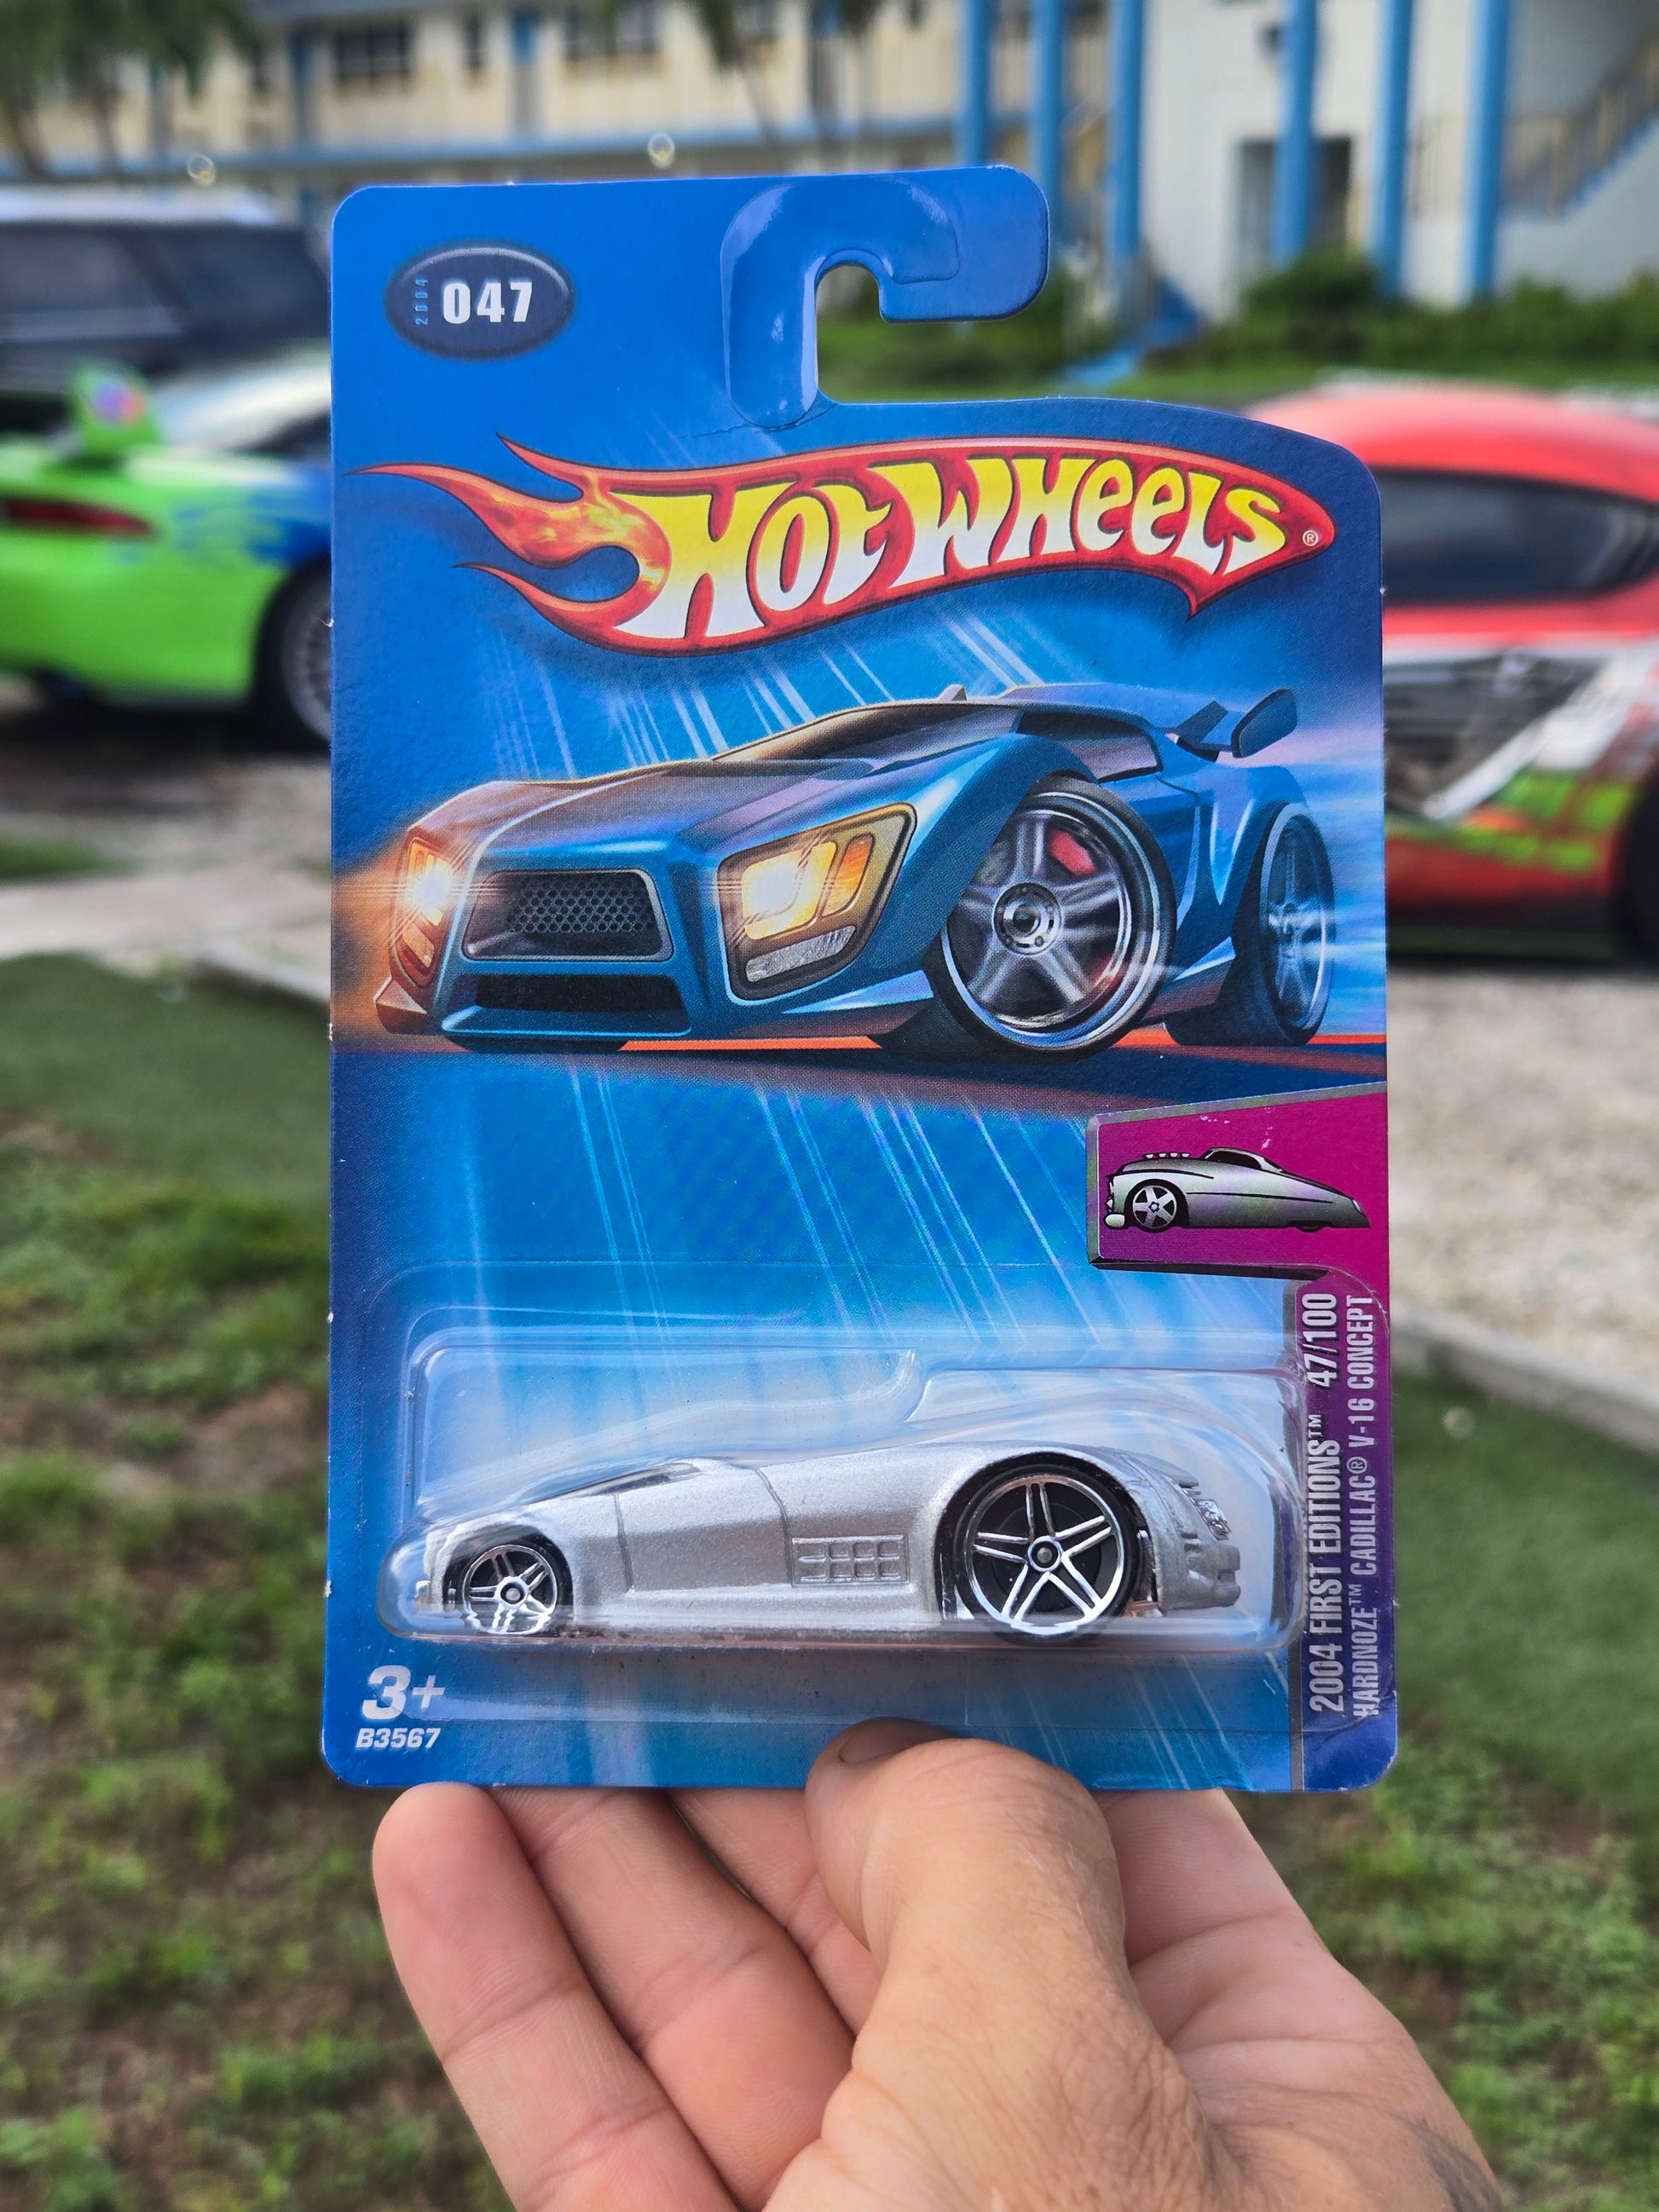 2004 047
HOT WHEELS®
2004 FIRST EDITIONS™ 47/100
HARDNOZE™ CADILLAC® V-16 CONCEPT
3+
B3567